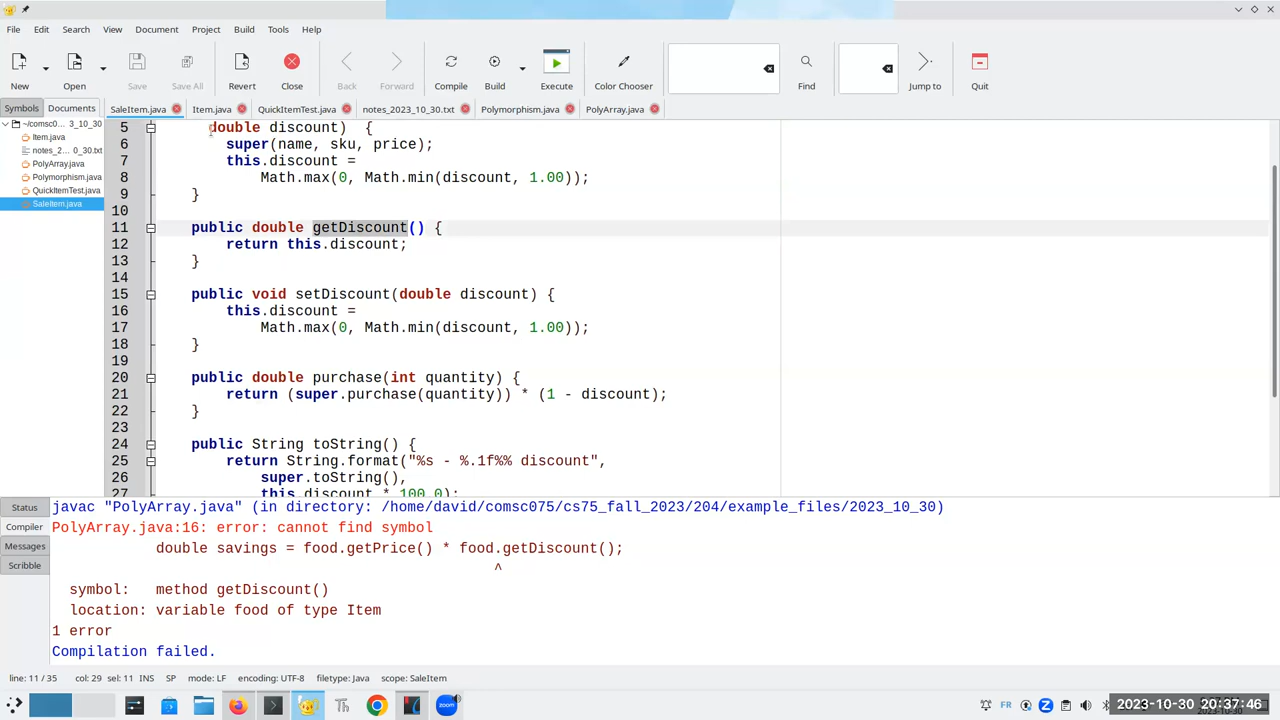 File Edit Search View Document Project Build Tools Help
New Open Save Save All Revert Close Back Forward Compile Build Execute Color Chooser Find Jump to Quit
Symbols Documents SaleItem.java Item.java QuickItemTest.java notes_2023_10_30.txt Polymorphism.java PolyArray.java
~/csmc0... 3_10_30
Item.java
notes_2... 0_30.txt
PolyArray.java
Polymorphism.java
QuickItemTest.java
SaleItem.java
5 double discount) {
6 super(name, sku, price);
7 this.discount =
8 Math.max(0, Math.min(discount, 1.00));
9 }
10
11 public double getDiscount() {
12 return this.discount;
13 }
14
15 public void setDiscount(double discount) {
16 this.discount =
17 Math.max(0, Math.min(discount, 1.00));
18 }
19
20 public double purchase(int quantity) {
21 return (super.purchase(quantity)) * (1 - discount);
22 }
23
24 public String toString() {
25 return String.format("%s - %.1f%% discount",
26 super.toString(),
27 this.discount * 100.0);
Status
Compiler
Messages
Scribble
javac "PolyArray.java" (in directory: /home/david/comsc075/cs75_fall_2023/204/example_files/2023_10_30)
PolyArray.java:16: error: cannot find symbol
double savings = food.getPrice() * food.getDiscount();
^
symbol: method getDiscount()
location: variable food of type Item
1 error
Compilation failed.
line: 11 / 35 col: 29 sel: 11 INS SP mode: LF encoding: UTF-8 filetype: Java scope: SaleItem
Th zoom FR Z 2023-10-30 20:37:46